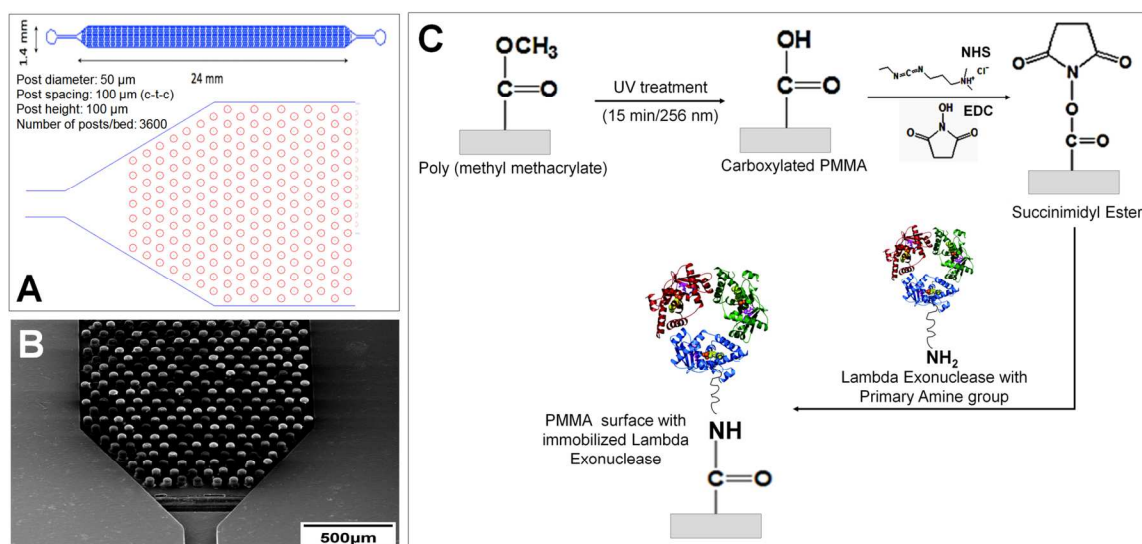 A
1.4 mm
24 mm
Post diameter: 50 µm
Post spacing: 100 µm (c-t-c)
Post height: 100 µm
Number of posts/bed: 3600
B
500µm
C
OCH3
C
O
Poly (methyl methacrylate)
UV treatment
(15 min/256 nm)
OH
C
O
Carboxylated PMMA
NHS
N=C=N
NH+
Cl-
EDC
OH
O
N
O
O
N
O
O
C
O
Succinimidyl Ester
NH2
Lambda Exonuclease with
Primary Amine group
PMMA surface with
immobilized Lambda
Exonuclease
NH
C
O